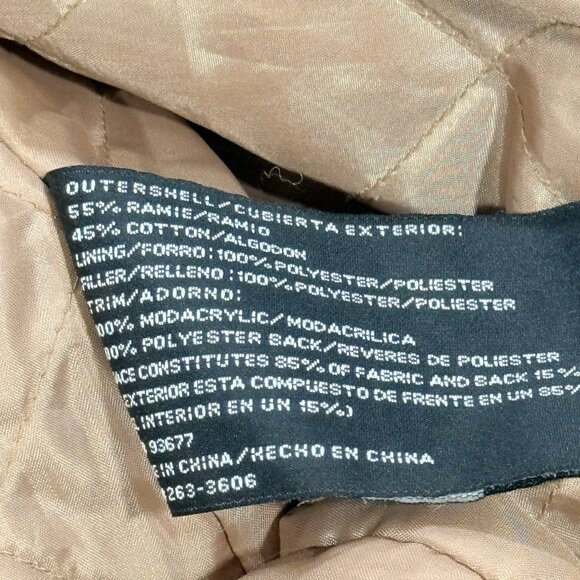 OUTERSHELL/CUBIERTA EXTERIOR:
55% RAMIE/RAMIO
45% COTTON/ALGODON
LINING/FORRO:100% POLYESTER/POLIESTER
FILLER/RELLENO:100% POLYESTER/POLIESTER
TRIM/ADORNO:
100% MODACRYLIC/MODACRILICA
100% POLYESTER BACK/REVERES DE POLIESTER
CONSTITUTES 85% OF FABRIC AND BACK 15%
EXTERIOR ESTA COMPUESTO DE FRENTE EN UN 85%
INTERIOR EN UN 15%)
93677
IN CHINA/HECHO EN CHINA
263-3606